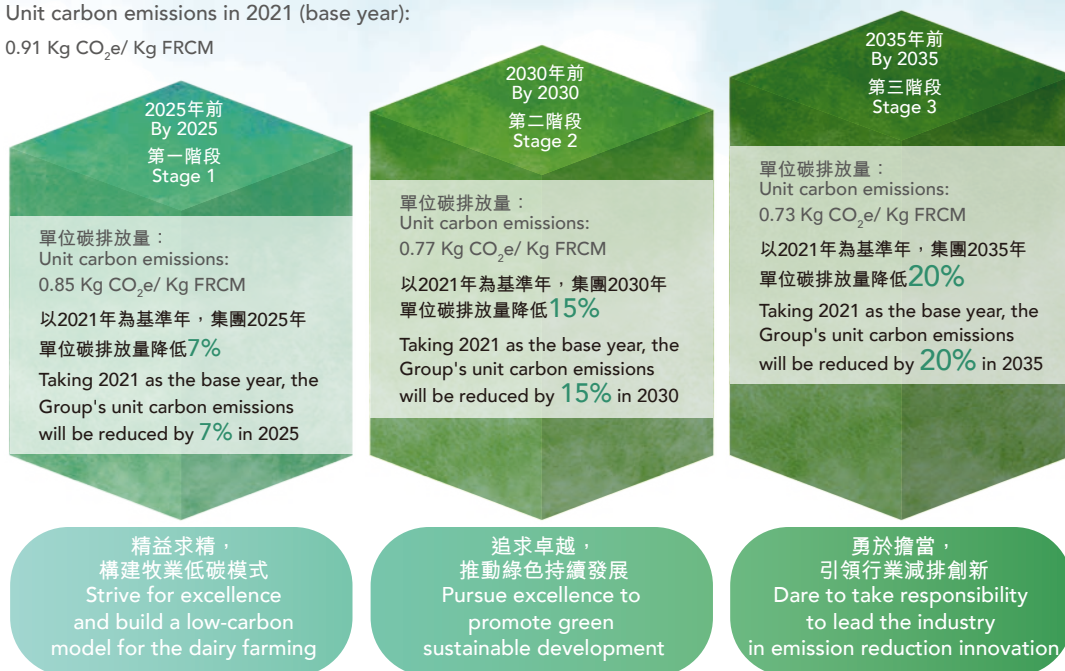 Unit carbon emissions in 2021 (base year):
0.91 Kg CO₂e/ Kg FRCM
2025年前
By 2025
第一階段
Stage 1
單位碳排放量：
Unit carbon emissions:
0.85 Kg CO₂e/ Kg FRCM
以2021年為基準年，集團2025年
單位碳排放量降低7%
Taking 2021 as the base year, the
Group's unit carbon emissions
will be reduced by 7% in 2025
精益求精，
構建牧業低碳模式
Strive for excellence
and build a low-carbon
model for the dairy farming
2030年前
By 2030
第二階段
Stage 2
單位碳排放量：
Unit carbon emissions:
0.77 Kg CO₂e/ Kg FRCM
以2021年為基準年，集團2030年
單位碳排放量降低15%
Taking 2021 as the base year, the
Group's unit carbon emissions
will be reduced by 15% in 2030
追求卓越，
推動綠色持續發展
Pursue excellence to
promote green
sustainable development
2035年前
By 2035
第三階段
Stage 3
單位碳排放量：
Unit carbon emissions:
0.73 Kg CO₂e/ Kg FRCM
以2021年為基準年，集團2035年
單位碳排放量降低20%
Taking 2021 as the base year, the
Group's unit carbon emissions
will be reduced by 20% in 2035
勇於擔當，
引領行業減排創新
Dare to take responsibility
to lead the industry
in emission reduction innovation